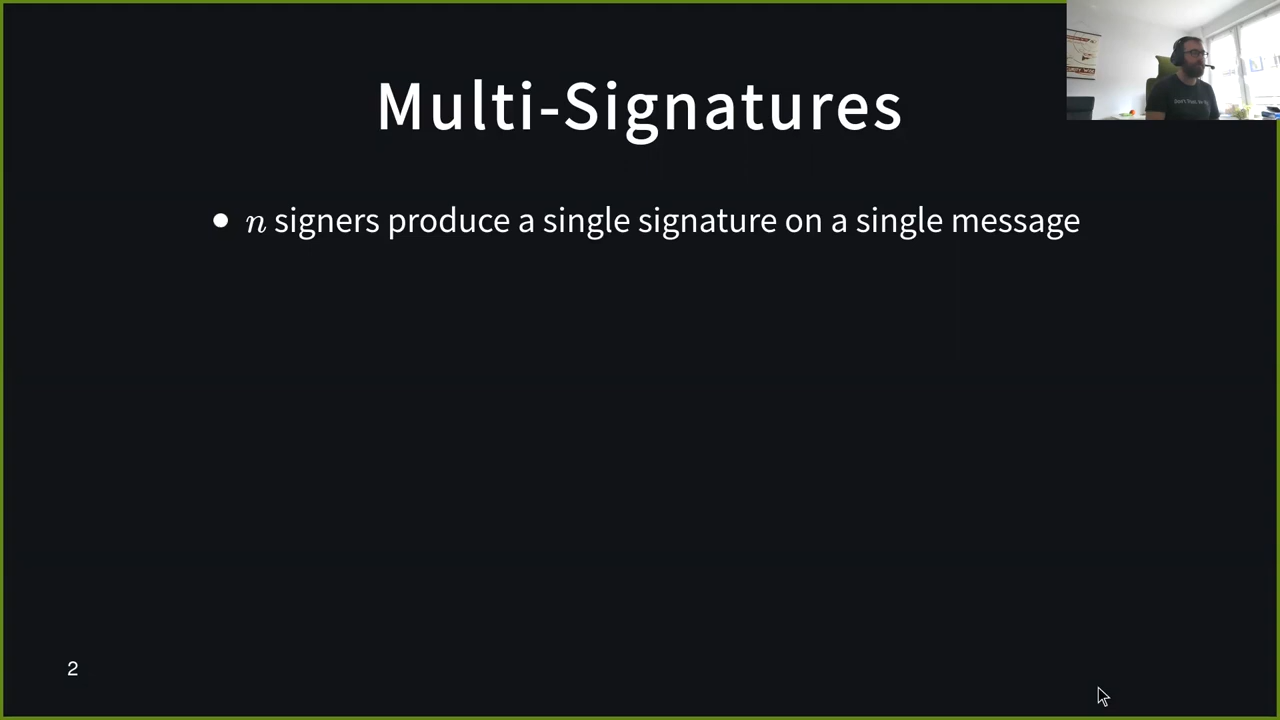 Multi-Signatures
• n signers produce a single signature on a single message
2